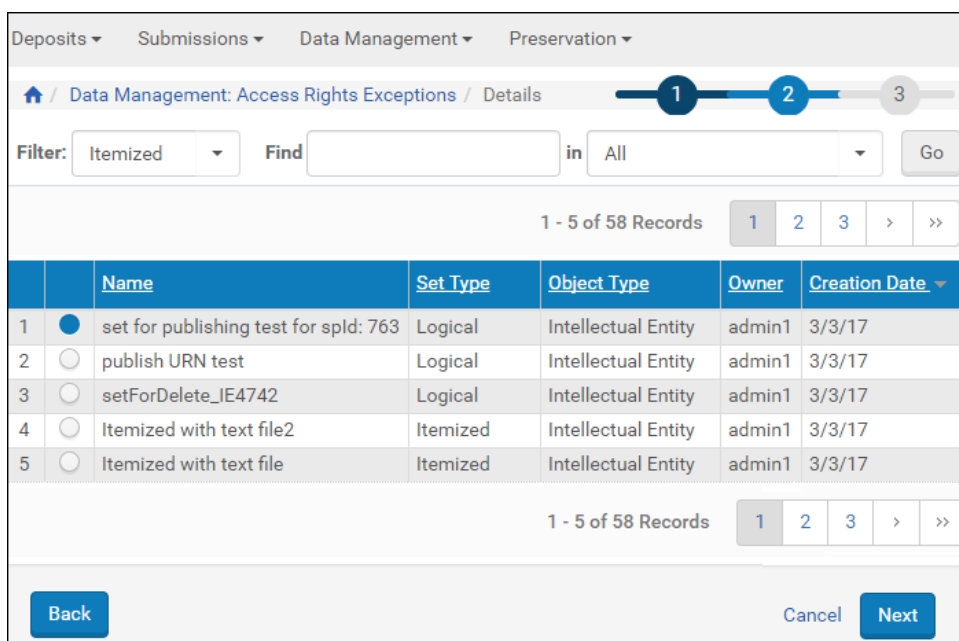 Deposits Submissions Data Management Preservation
/ Data Management: Access Rights Exceptions / Details 1 2 3
Filter: Itemized Find in All Go
1 - 5 of 58 Records 1 2 3 > >>
Name Set Type Object Type Owner Creation Date
1 set for publishing test for spId: 763 Logical Intellectual Entity admin1 3/3/17
2 publish URN test Logical Intellectual Entity admin1 3/3/17
3 setForDelete_IE4742 Logical Intellectual Entity admin1 3/3/17
4 Itemized with text file2 Itemized Intellectual Entity admin1 3/3/17
5 Itemized with text file Itemized Intellectual Entity admin1 3/3/17
1 - 5 of 58 Records 1 2 3 > >>
Back Cancel Next